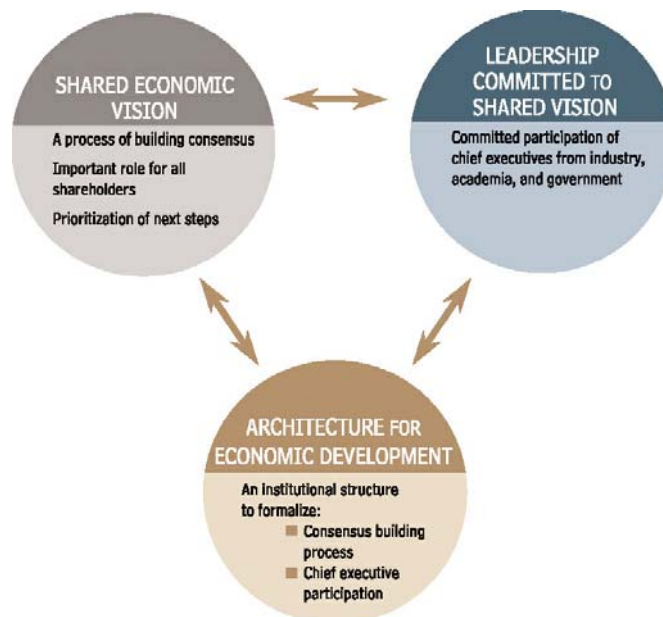 SHARED ECONOMIC
VISION
A process of building consensus
Important role for all
shareholders
Prioritization of next steps
LEADERSHIP
COMMITTED TO
SHARED VISION
Committed participation of
chief executives from industry,
academia, and government
ARCHITECTURE FOR
ECONOMIC DEVELOPMENT
An institutional structure
to formalize:
Consensus building
process
Chief executive
participation